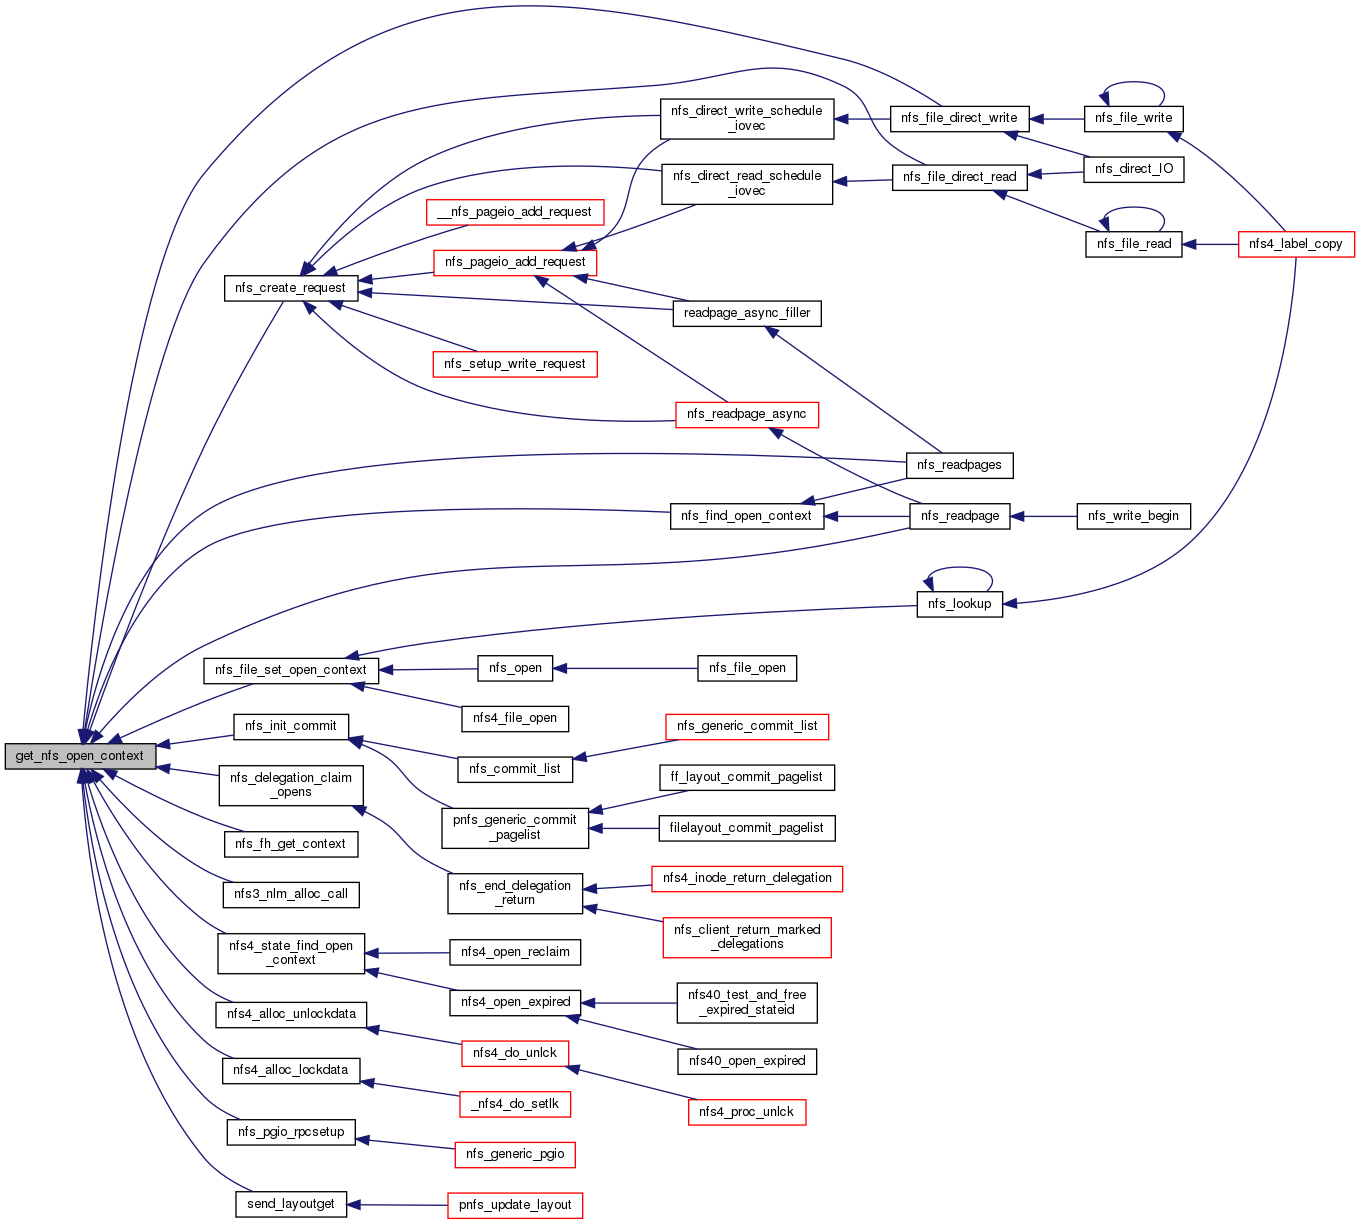 nfs_direct_write_schedule
_iovec
nfs_file_direct_write
nfs_file_write
nfs_direct_read_schedule
_iovec
nfs_file_direct_read
nfs_direct_IO
__nfs_pageio_add_request
nfs_file_read
nfs4_label_copy
nfs_pageio_add_request
nfs_create_request
readpage_async_filler
nfs_setup_write_request
nfs_readpage_async
nfs_readpages
nfs_find_open_context
nfs_readpage
nfs_write_begin
nfs_lookup
nfs_file_set_open_context
nfs_open
nfs_file_open
nfs4_file_open
nfs_init_commit
nfs_generic_commit_list
get_nfs_open_context
nfs_commit_list
nfs_delegation_claim
_opens
ff_layout_commit_pagelist
pnfs_generic_commit
_pagelist
filelayout_commit_pagelist
nfs_fh_get_context
nfs3_nlm_alloc_call
nfs_end_delegation
_return
nfs4_inode_return_delegation
nfs_client_return_marked
_delegations
nfs4_state_find_open
_context
nfs4_open_reclaim
nfs4_open_expired
nfs40_test_and_free
_expired_stateid
nfs4_alloc_unlockdata
nfs40_open_expired
nfs4_do_unlck
nfs4_alloc_lockdata
_nfs4_do_setlk
nfs4_proc_unlck
nfs_pgio_rpcsetup
nfs_generic_pgio
send_layoutget
pnfs_update_layout